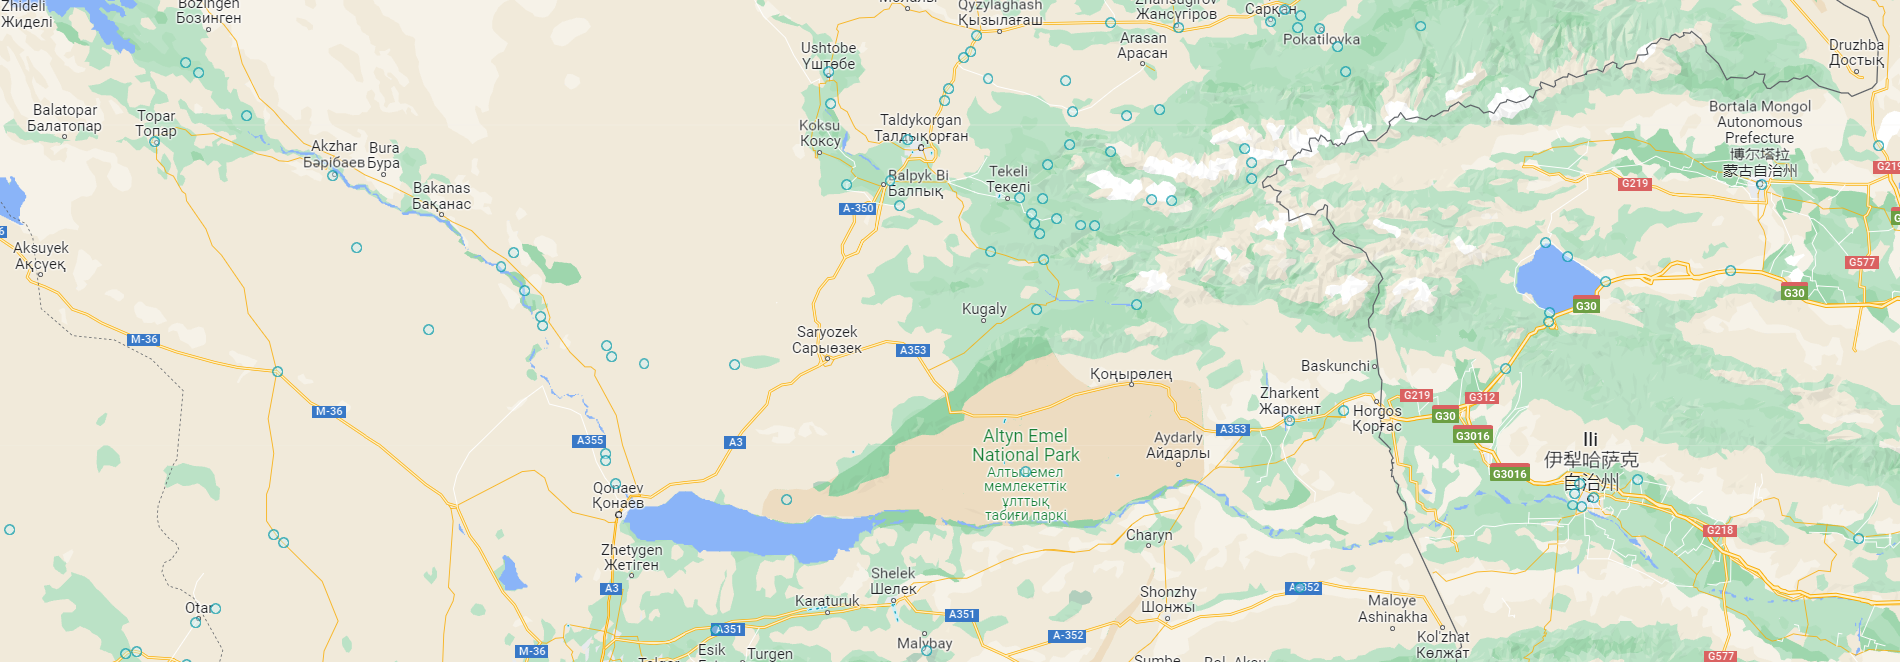 Zhideli
Жиделі
Bozingen
Бозинген
Qyzylaghash
Қызылағаш
Zhansugirov
Жансүгіров
Сарқан
Pokatilovka
Ushtobe
Үштөбе
Arasan
Арасан
Druzhba
Достық
Balatopar
Балатопар
Topar
Топар
Akzhar
Бәрібаев
Bura
Бура
Bakanas
Бақанас
Koksu
Коксу
Taldykorgan
Талдықорған
Balpyk Bi
Балпық
Tekeli
Текелі
A-350
Bortala Mongol
Autonomous
Prefecture
博尔塔拉
蒙古自治州
G219
G219
G577
G30
G30
6
Aksuyek
Ақсүек
M-36
M-36
Saryozek
Сарыөзек
A353
Kugaly
Қоңырөлең
Baskunchi
Zharkent
Жаркент
Horgos
Қорғас
G219
G312
G30
G3016
G3016
A355
A3
Altyn Emel
National Park
Алтынемел
мемлекеттік
ұлттық
табиғи паркі
Aydarly
Айдарлы
A353
Ili
伊犁哈萨克
自治州
Qonaev
Қонаев
Zhetygen
Жетіген
A3
Charyn
G218
Otar
Karaturuk
Shelek
Шелек
A351
A351
Shonzhy
Шонжы
A-352
A-352
Maloye
Ashinakha
Kol'zhat
Көлжат
M-36
Esik
Turgen
Malybay
G577